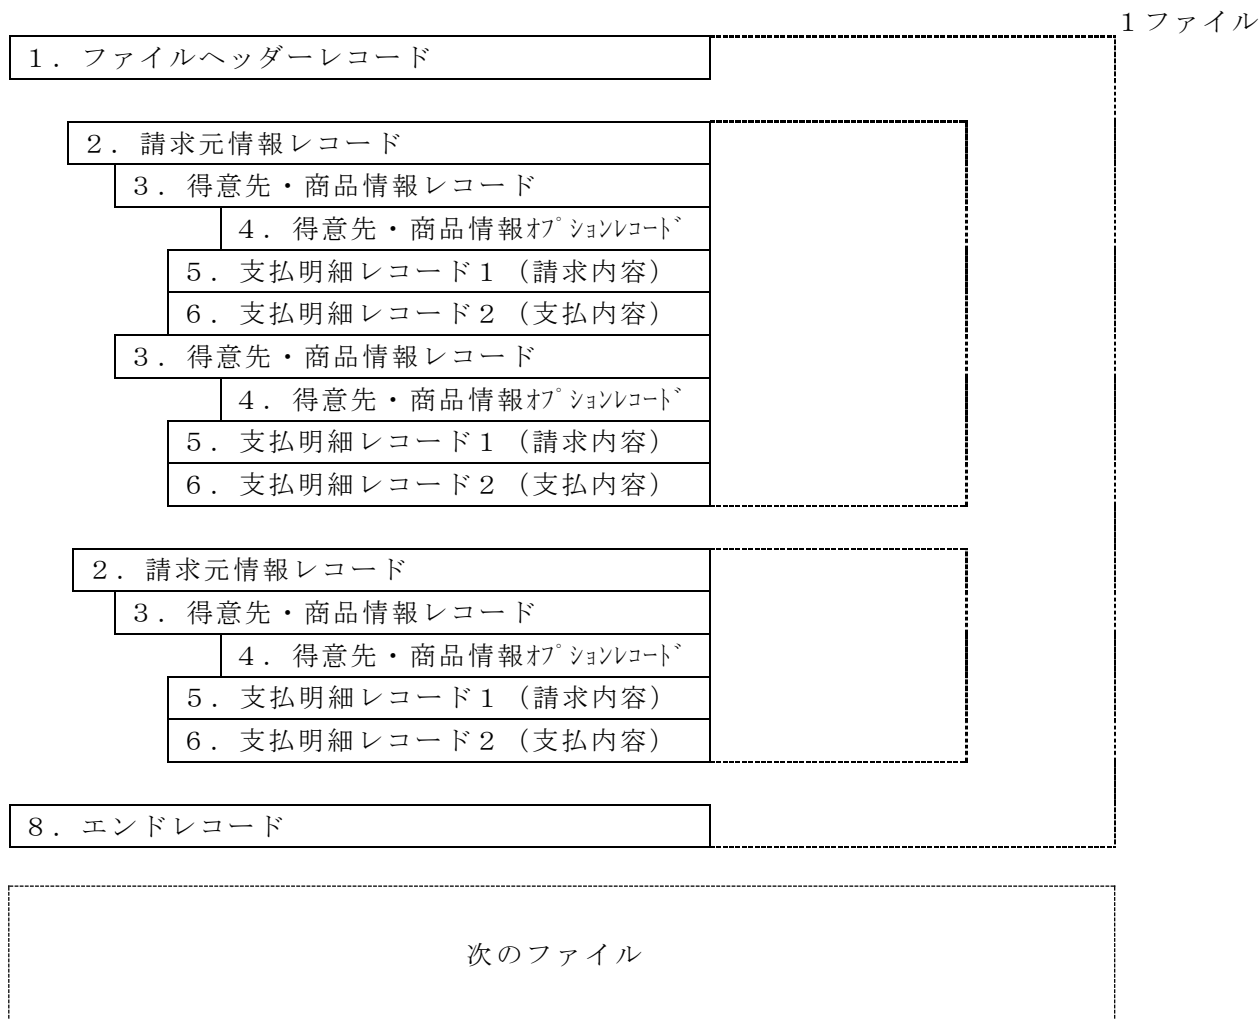 １ファイル
１．ファイルヘッダーレコード
２．請求元情報レコード
３．得意先・商品情報レコード
４．得意先・商品情報ｵﾌﾟｼｮﾝﾚｺｰﾄﾞ
５．支払明細レコード１（請求内容）
６．支払明細レコード２（支払内容）
３．得意先・商品情報レコード
４．得意先・商品情報ｵﾌﾟｼｮﾝﾚｺｰﾄﾞ
５．支払明細レコード１（請求内容）
６．支払明細レコード２（支払内容）
２．請求元情報レコード
３．得意先・商品情報レコード
４．得意先・商品情報ｵﾌﾟｼｮﾝﾚｺｰﾄﾞ
５．支払明細レコード１（請求内容）
６．支払明細レコード２（支払内容）
８．エンドレコード
次のファイル